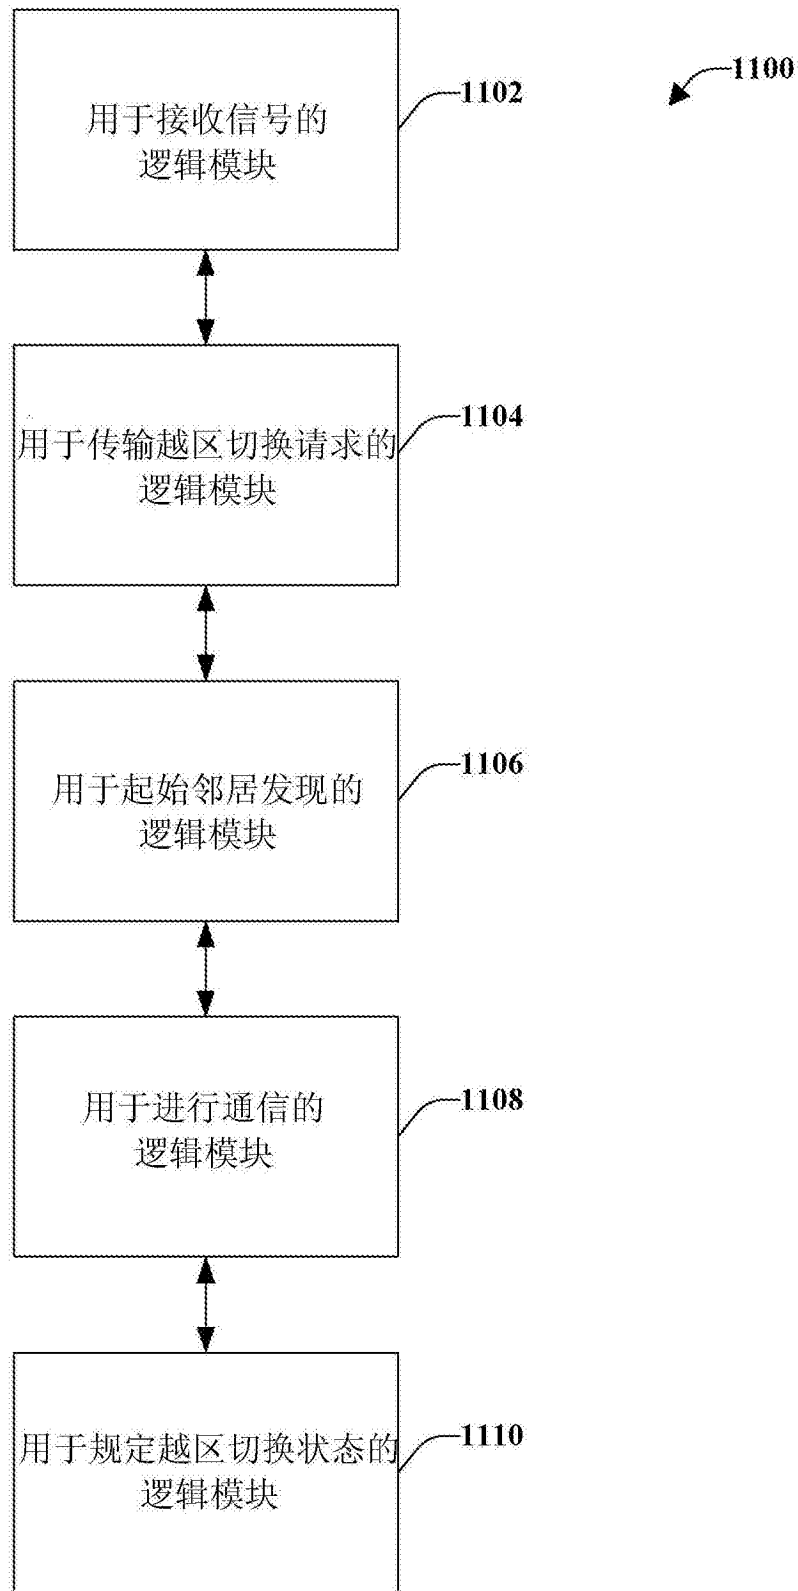 1100
1102
用于接收信号的
逻辑模块
1104
用于传输越区切换请求的
逻辑模块
1106
用于起始邻居发现的
逻辑模块
1108
用于进行通信的
逻辑模块
1110
用于规定越区切换状态的
逻辑模块